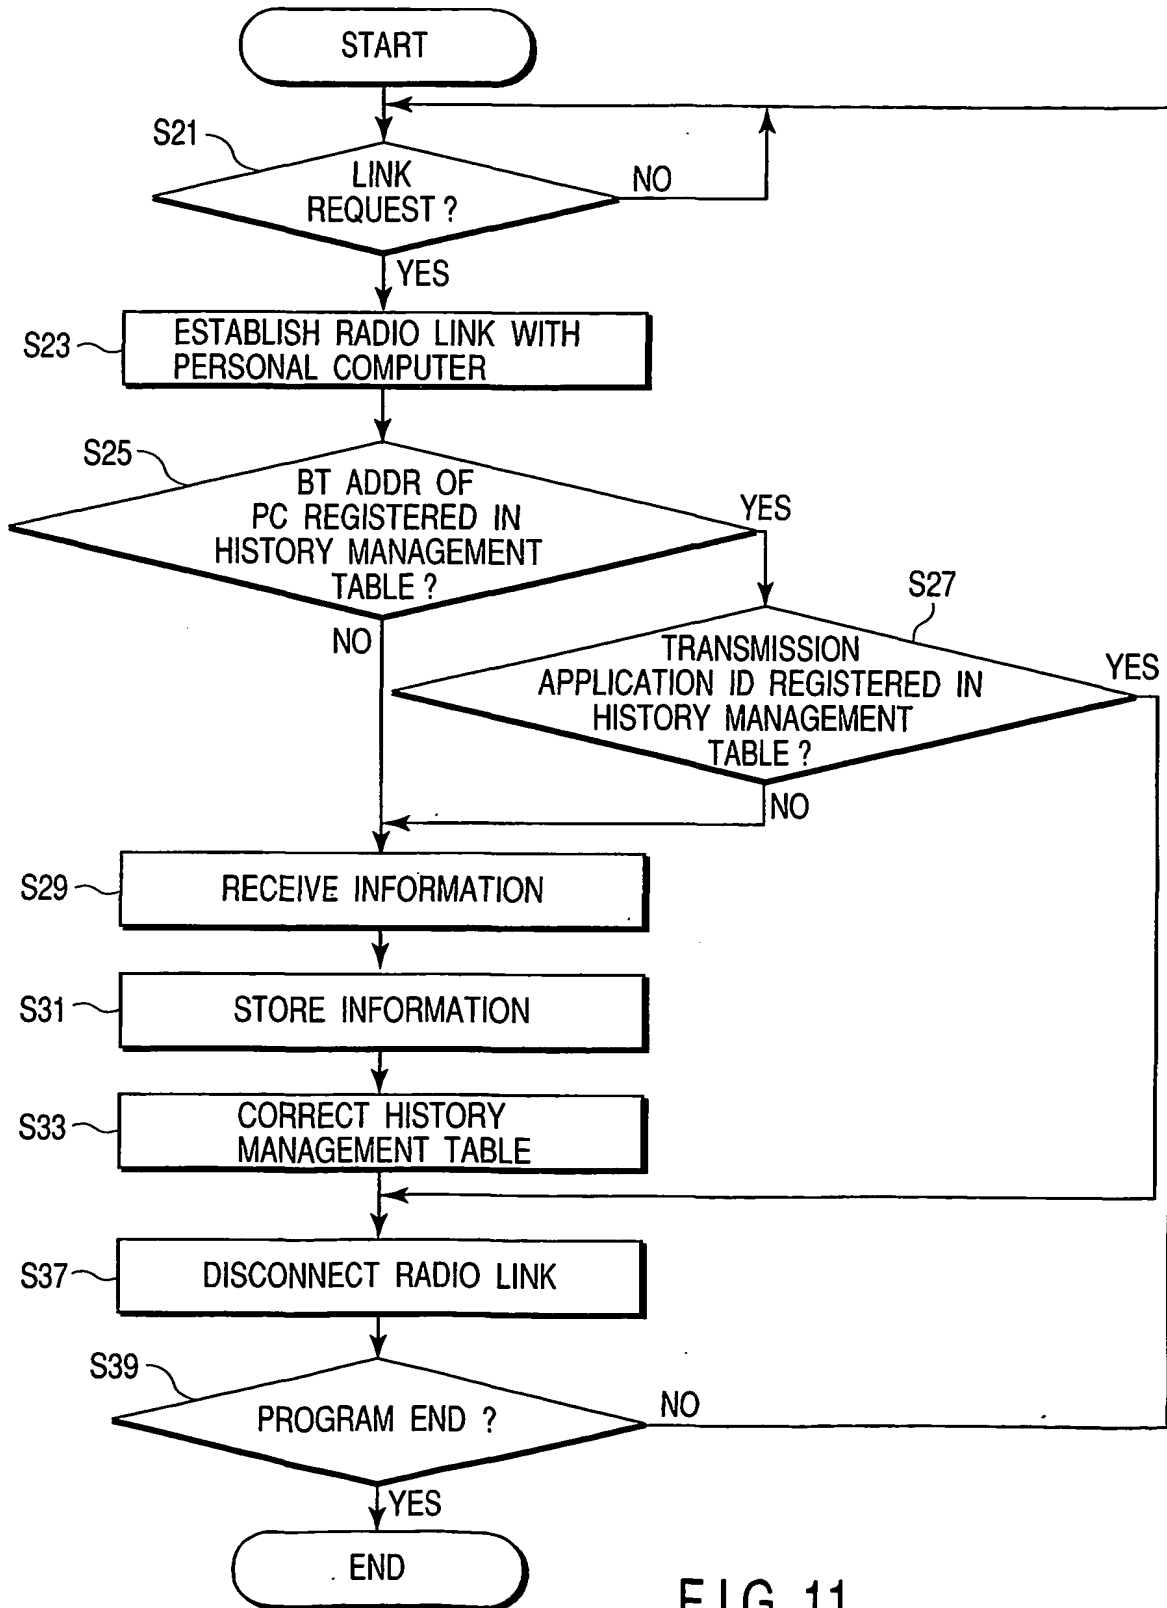 START
S21
LINK
REQUEST ?
NO
YES
S23
ESTABLISH RADIO LINK WITH
PERSONAL COMPUTER
S25
BT ADDR OF
PC REGISTERED IN
HISTORY MANAGEMENT
TABLE ?
YES
NO
S27
TRANSMISSION
APPLICATION ID REGISTERED IN
HISTORY MANAGEMENT
TABLE ?
YES
NO
S29
RECEIVE INFORMATION
S31
STORE INFORMATION
S33
CORRECT HISTORY
MANAGEMENT TABLE
S37
DISCONNECT RADIO LINK
S39
PROGRAM END ?
NO
YES
END
FIG. 11